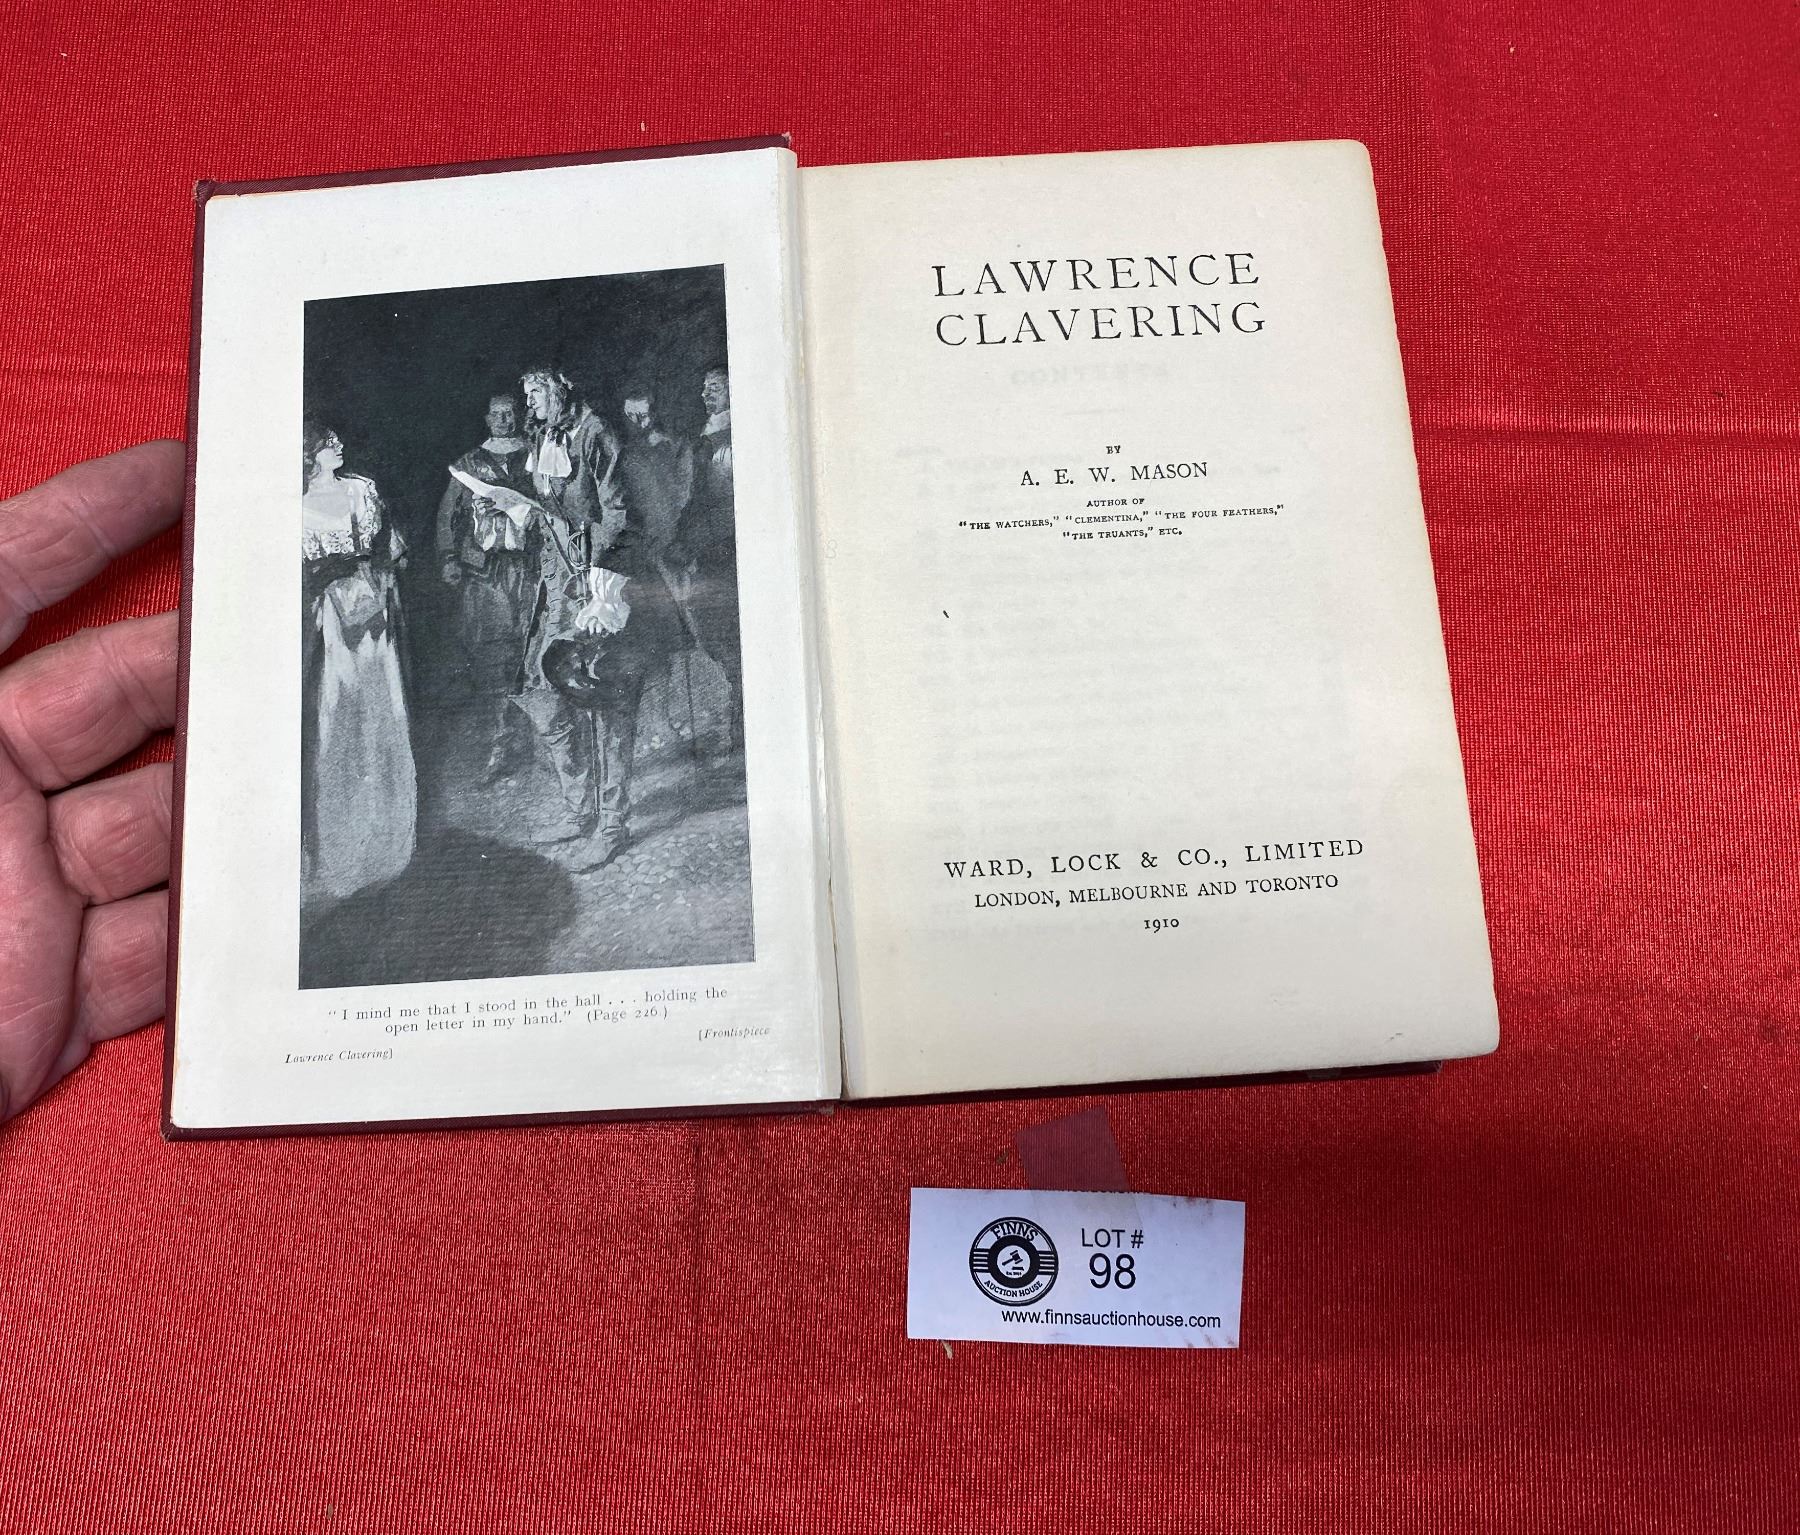 "I mind me that I stood in the hall . . . holding the
open letter in my hand." (Page 226.)
[Frontispiece
Lawrence Clavering]
LAWRENCE
CLAVERING
BY
A. E. W. MASON
AUTHOR OF
"THE WATCHERS," "CLEMENTINA," "THE FOUR FEATHERS,"
"THE TRUANTS," ETC.
WARD, LOCK & CO., LIMITED
LONDON, MELBOURNE AND TORONTO
1910
FINNS
AUCTION HOUSE
LOT #
98
www.finnsauctionhouse.com